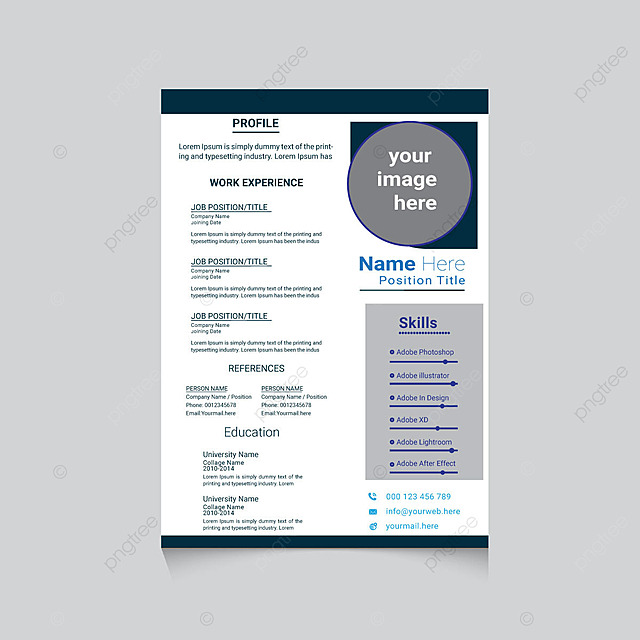 PROFILE
Lorem Ipsum is simply dummy text of the print-
ing and typesetting industry. Lorem Ipsum has
WORK EXPERIENCE
JOB POSITION/TITLE
Company Name
Joining Date
Lorem Ipsum is simply dummy text of the printing and
typesetting industry. Lorem Ipsum has been the indus
JOB POSITION/TITLE
Company Name
Joining Date
Lorem Ipsum is simply dummy text of the printing and
typesetting industry. Lorem Ipsum has been the indus
JOB POSITION/TITLE
Company Name
Joining Date
Lorem Ipsum is simply dummy text of the printing and
typesetting industry. Lorem Ipsum has been the indus
REFERENCES
PERSON NAME
Company Name / Position
Phone: 0012345678
Email:Yourmail.here
PERSON NAME
Company Name / Position
Phone: 0012345678
Email:Yourmail.here
Education
University Name
Collage Name
2010-2014
Lorem Ipsum is simply dummy text of the
printing and typesetting industry. Lorem
University Name
Collage Name
2010-2014
Lorem Ipsum is simply dummy text of the
printing and typesetting industry. Lorem
your
image
here
Name Here
Position Title
Skills
Adobe Photoshop
Adobe illustrator
Adobe In Design
Adobe XD
Adobe Lightroom
Adobe After Effect
000 123 456 789
info@yourweb.here
yourmail.here
pngtree